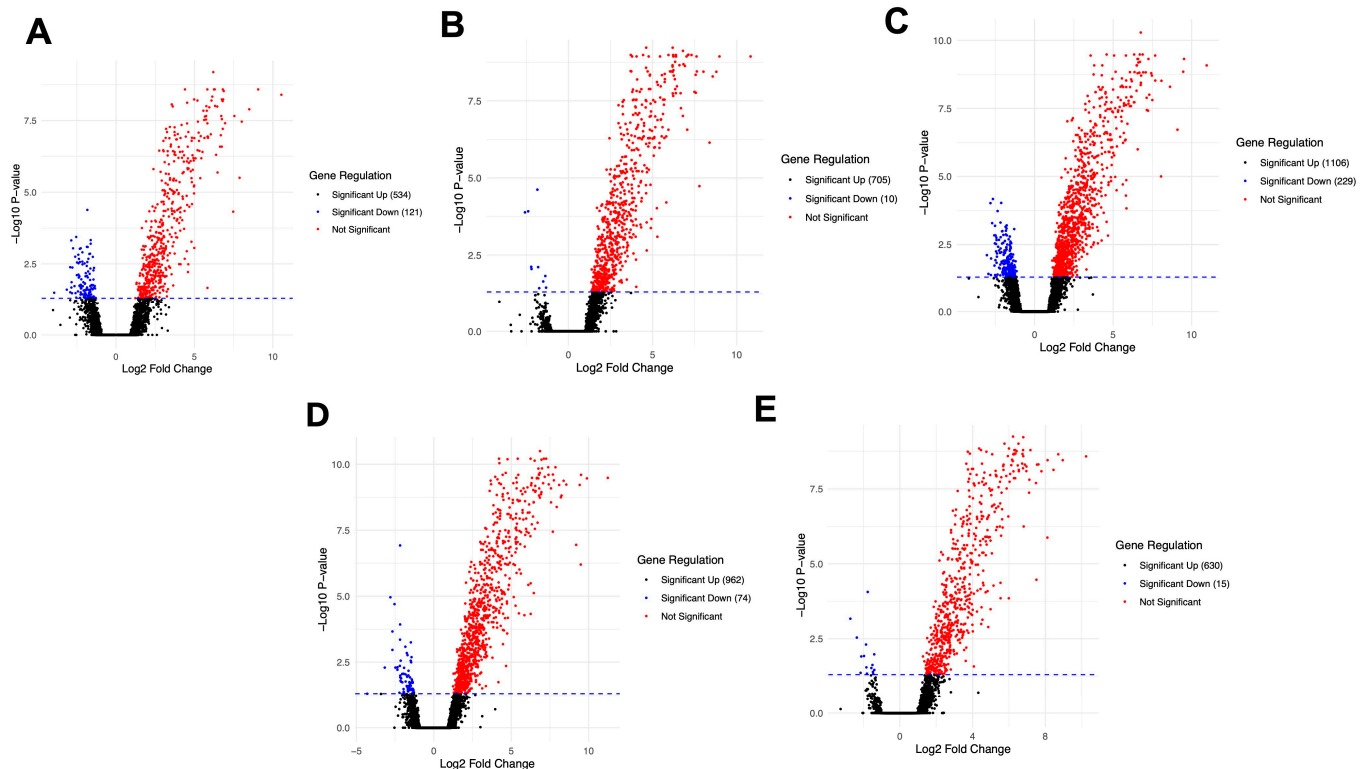 A
−Log10 P−value
7.5
5.0
2.5
0.0
0 5 10
Log2 Fold Change
Gene Regulation
Significant Up (534)
Significant Down (121)
Not Significant
B
−Log10 P−value
7.5
5.0
2.5
0.0
0 5 10
Log2 Fold Change
Gene Regulation
Significant Up (705)
Significant Down (10)
Not Significant
C
−Log10 P−value
10.0
7.5
5.0
2.5
0.0
0 5 10
Log2 Fold Change
Gene Regulation
Significant Up (1106)
Significant Down (229)
Not Significant
D
−Log10 P−value
10.0
7.5
5.0
2.5
0.0
−5 0 5 10
Log2 Fold Change
Gene Regulation
Significant Up (962)
Significant Down (74)
Not Significant
E
−Log10 P−value
7.5
5.0
2.5
0.0
0 4 8
Log2 Fold Change
Gene Regulation
Significant Up (630)
Significant Down (15)
Not Significant